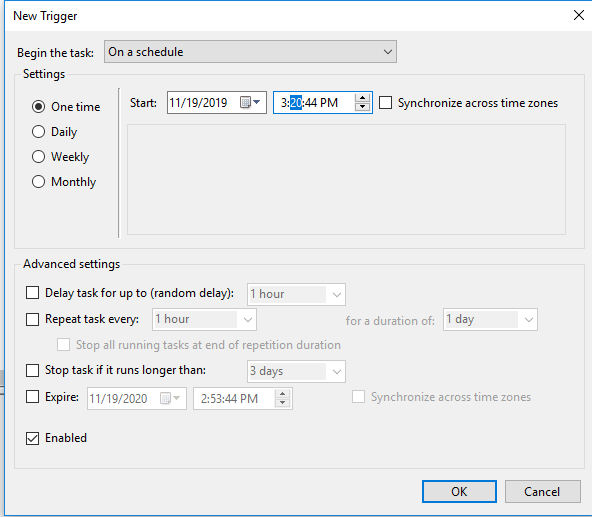 New Trigger
Begin the task: On a schedule
Settings
One time
Start: 11/19/2019 3:20:44 PM Synchronize across time zones
Daily
Weekly
Monthly
Advanced settings
Delay task for up to (random delay): 1 hour
Repeat task every: 1 hour for a duration of: 1 day
Stop all running tasks at end of repetition duration
Stop task if it runs longer than: 3 days
Expire: 11/19/2020 2:53:44 PM Synchronize across time zones
Enabled
OK Cancel